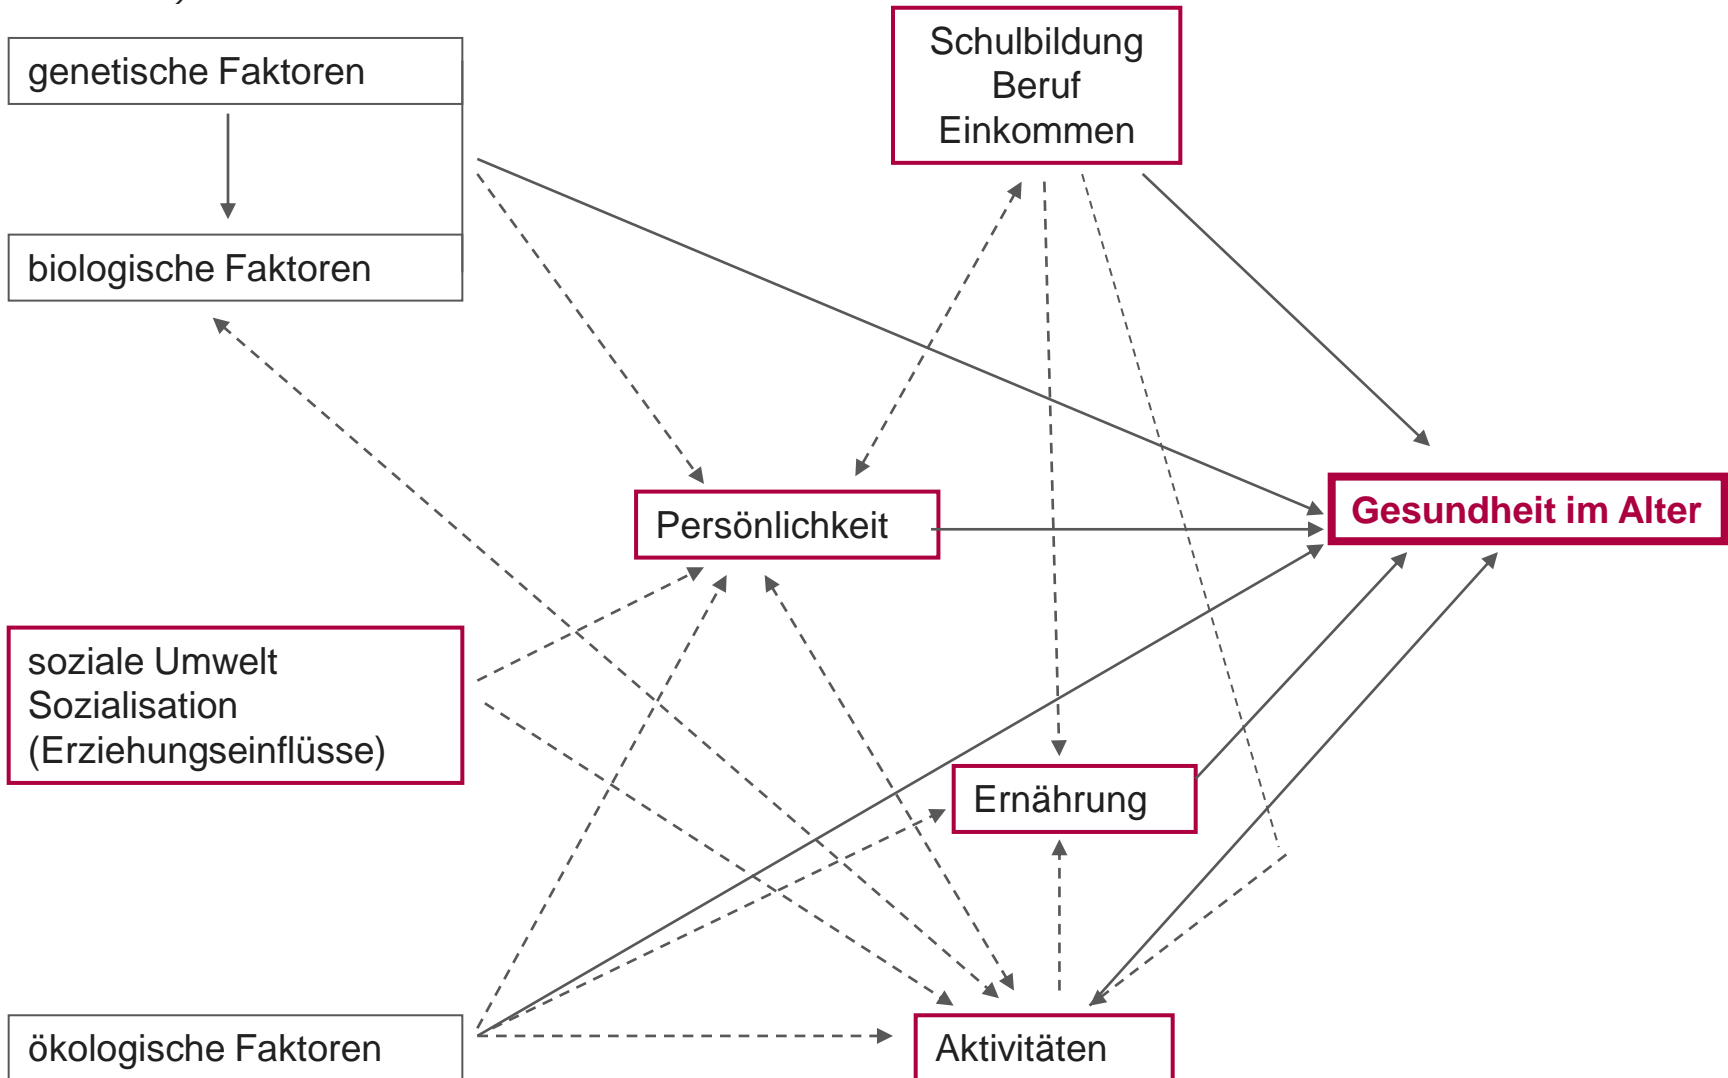 genetische Faktoren
Schulbildung
Beruf
Einkommen
biologische Faktoren
Persönlichkeit
Gesundheit im Alter
soziale Umwelt
Sozialisation
(Erziehungseinflüsse)
Ernährung
ökologische Faktoren
Aktivitäten